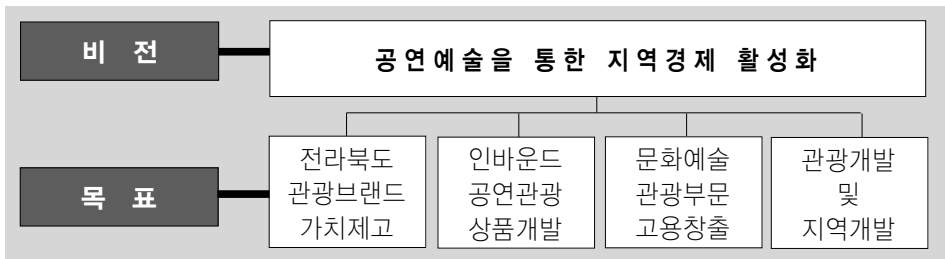 비 전
공연예술을 통한 지역경제 활성화
목 표
전라북도
관광브랜드
가치제고
인바운드
공연관광
상품개발
문화예술
관광부문
고용창출
관광개발
및
지역개발